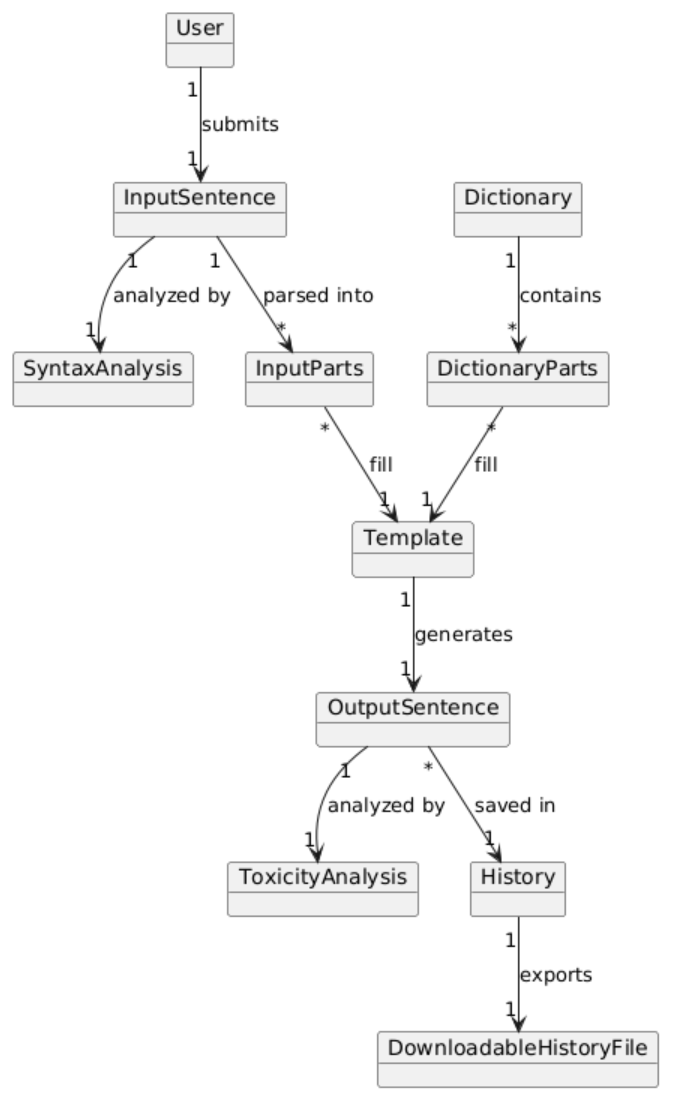 User
1
submits
1
InputSentence
Dictionary
1
1
1
analyzed by
parsed into
contains
1
*
*
SyntaxAnalysis
InputParts
DictionaryParts
*
*
fill
fill
1
1
Template
1
generates
1
OutputSentence
1
*
analyzed by
saved in
1
1
ToxicityAnalysis
History
1
exports
1
DownloadableHistoryFile